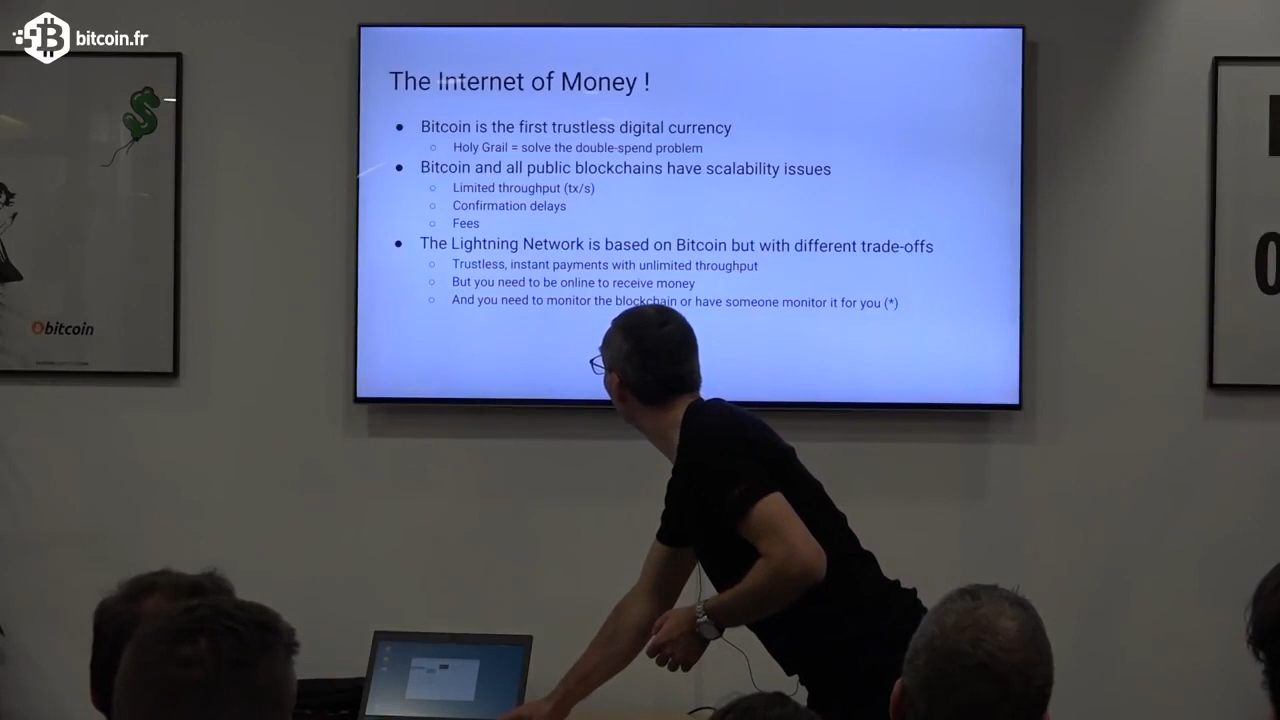 bitcoin.fr
The Internet of Money !
Bitcoin is the first trustless digital currency
Holy Grail = solve the double-spend problem
Bitcoin and all public blockchains have scalability issues
Limited throughput (tx/s)
Confirmation delays
Fees
The Lightning Network is based on Bitcoin but with different trade-offs
Trustless, instant payments with unlimited throughput
But you need to be online to receive money
And you need to monitor the blockchain or have someone monitor it for you (*)
bitcoin